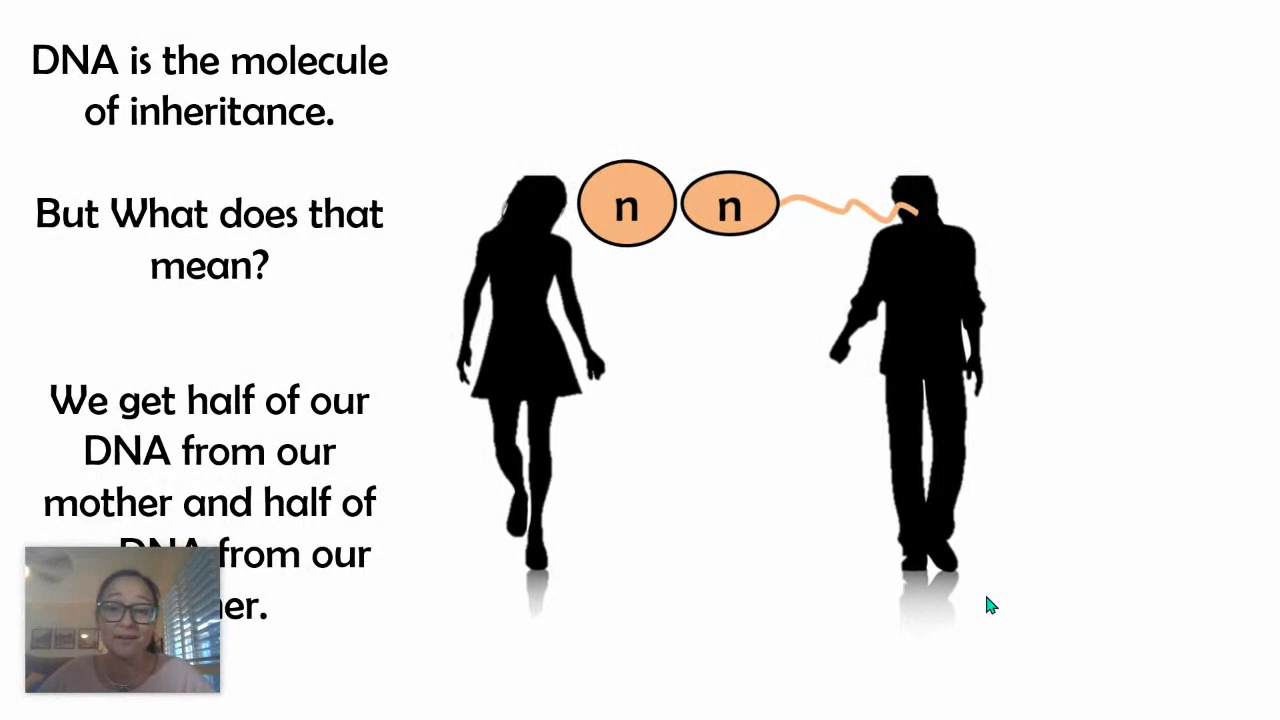 DNA is the molecule
of inheritance.
But What does that
mean?
We get half of our
DNA from our
mother and half of
DNA from our
n n